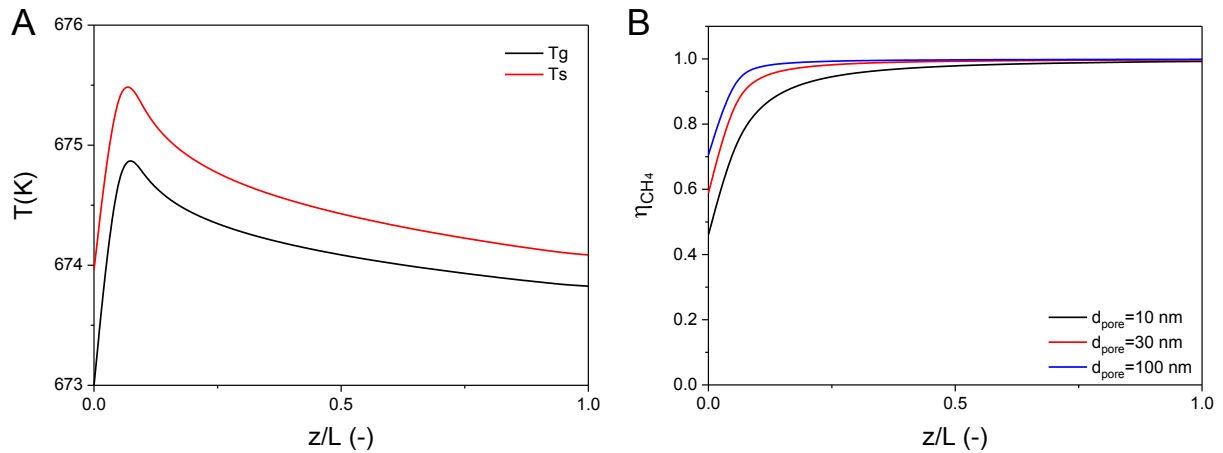 A
676
675
674
673
T(K)
0.0
0.5
1.0
z/L (-)
Tg
Ts
B
1.0
0.8
0.6
0.4
0.2
0.0
ηCH₄
0.0
0.5
1.0
z/L (-)
dpore=10 nm
dpore=30 nm
dpore=100 nm